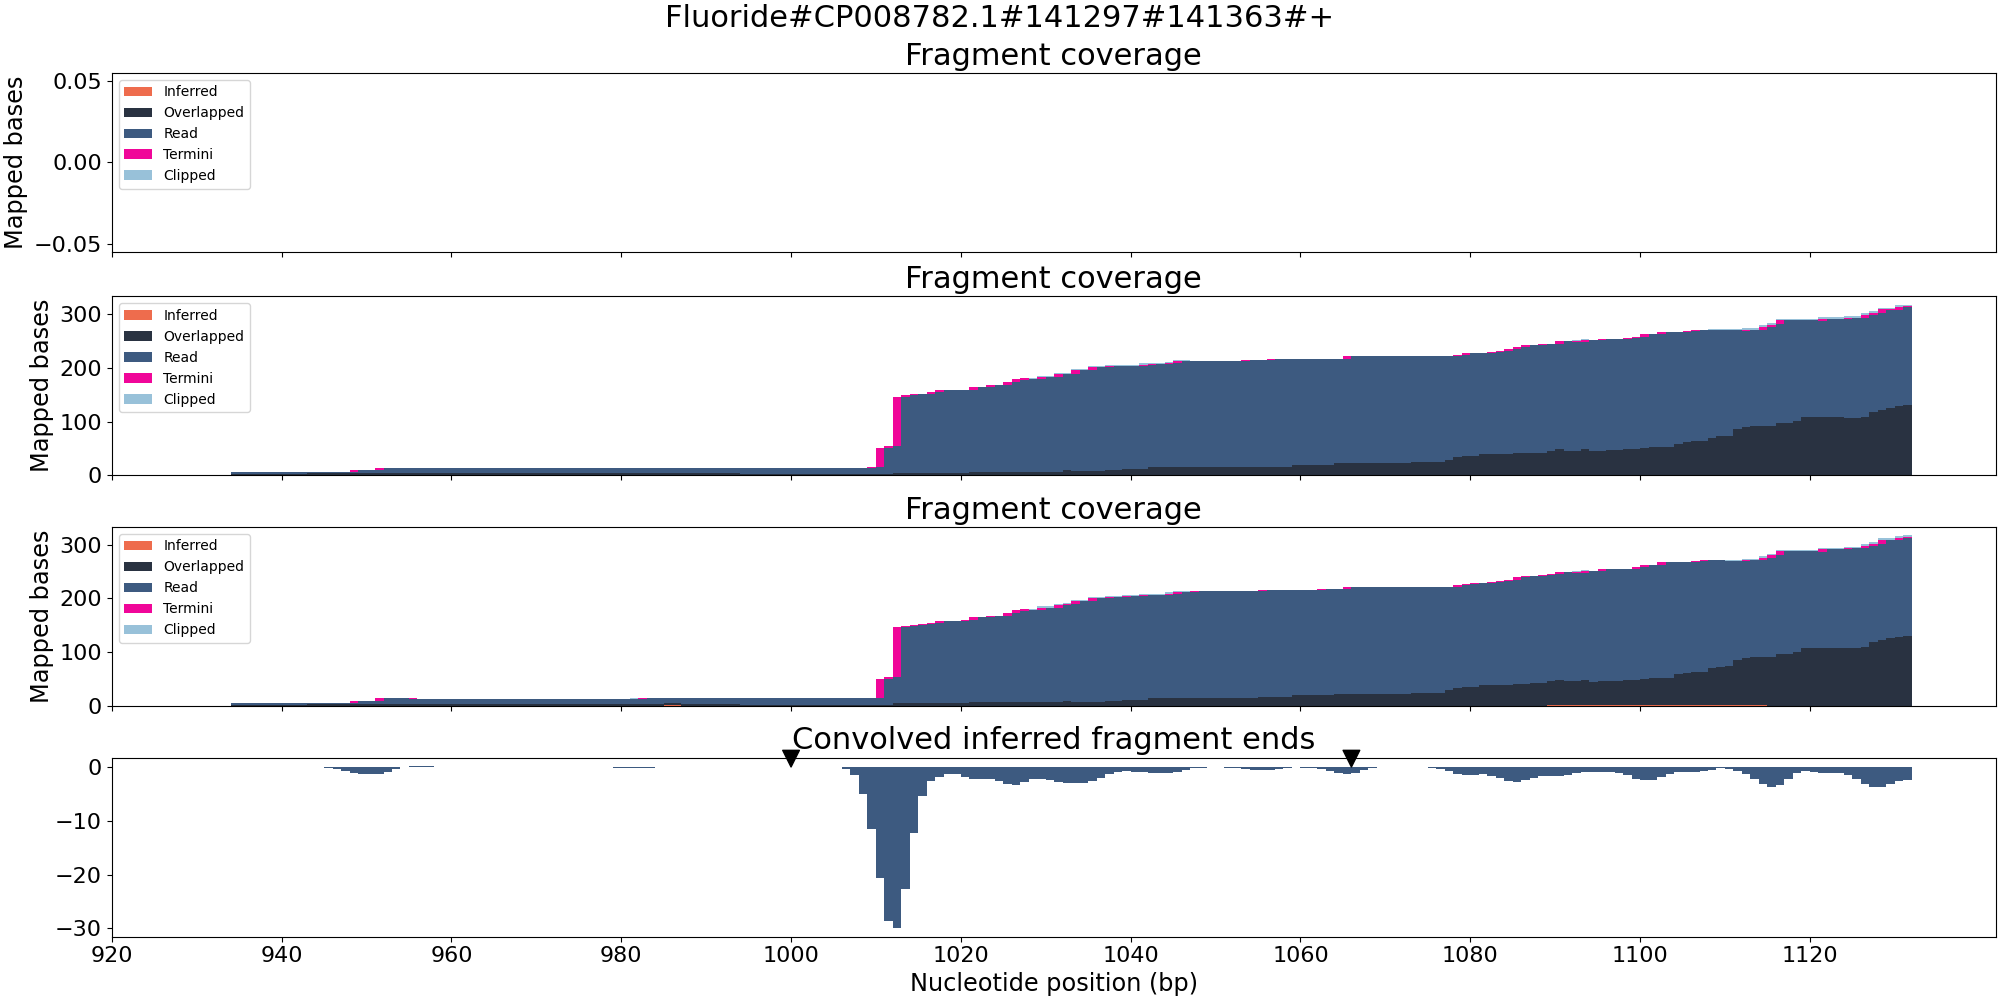 Fluoride#CP008782.1#141297#141363#+
Fragment coverage
Mapped bases
0.05
0.00
−0.05
Inferred
Overlapped
Read
Termini
Clipped
Fragment coverage
Mapped bases
300
200
100
0
Inferred
Overlapped
Read
Termini
Clipped
Fragment coverage
Mapped bases
300
200
100
0
Inferred
Overlapped
Read
Termini
Clipped
Convolved inferred fragment ends
0
−10
−20
−30
920 940 960 980 1000 1020 1040 1060 1080 1100 1120
Nucleotide position (bp)